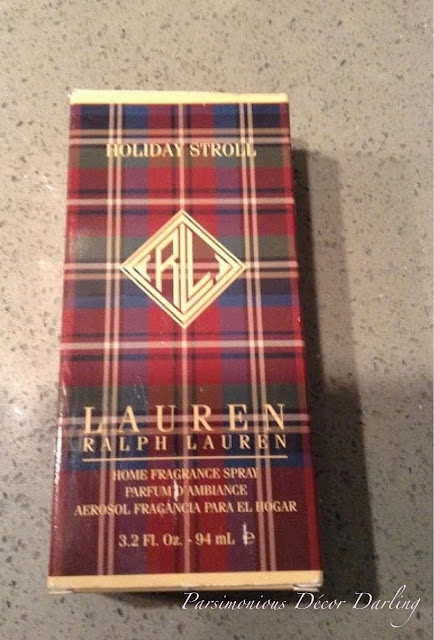 HOLIDAY STROLL
RLL
LAUREN
RALPH LAUREN
HOME FRAGRANCE SPRAY
PARFUM D'AMBIANCE
AEROSOL FRAGANCIA PARA EL HOGAR
3.2 Fl. Oz. - 94 mL ℮
Parsimonious Décor Darling